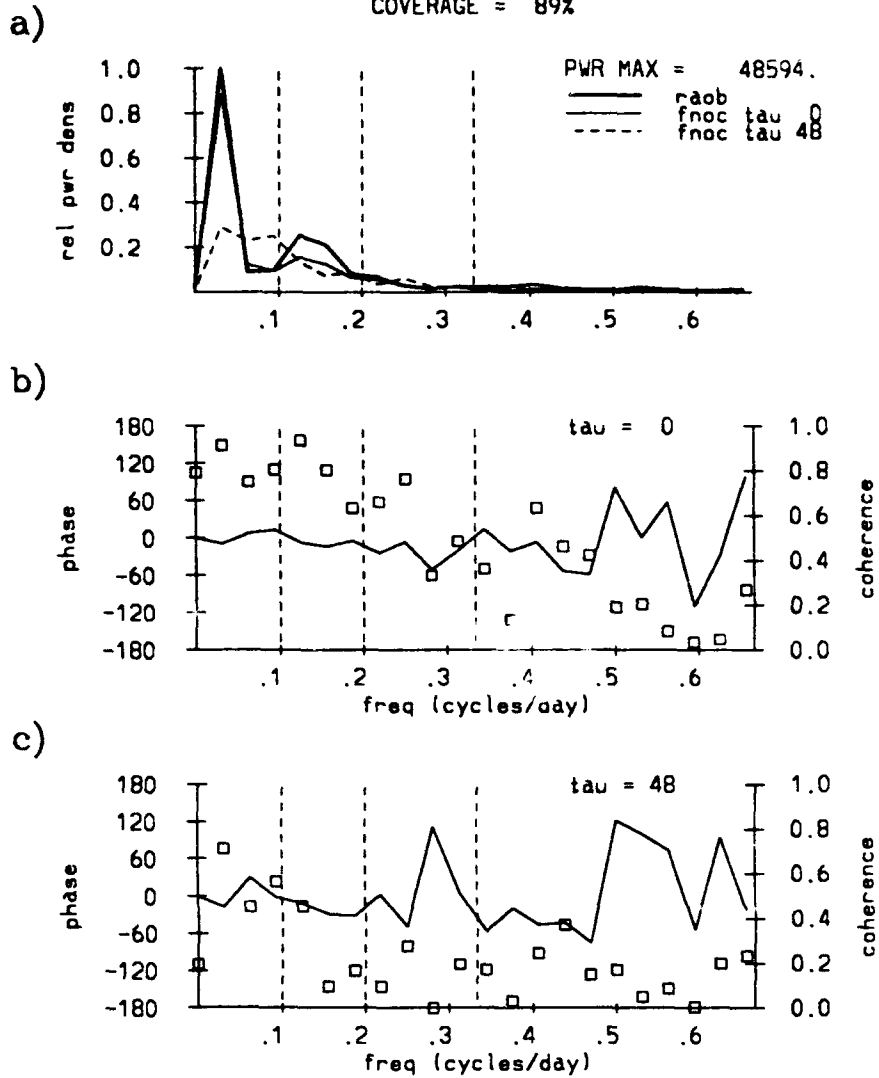 COVERAGE = 89%
a)
PWR MAX = 48594.
raob
fnoc tau 0
fnoc tau 48
rel pwr dens
1.0
0.8
0.6
0.4
0.2
.1 .2 .3 .4 .5 .6
b)
tau = 0
phase
180
120
60
0
-60
-120
-180
1.0
0.8
0.6
0.4
0.2
0.0
coherence
.1 .2 .3 .4 .5 .6
freq (cycles/day)
c)
tau = 48
phase
180
120
60
0
-60
-120
-180
1.0
0.8
0.6
0.4
0.2
0.0
coherence
.1 .2 .3 .4 .5 .6
freq (cycles/day)